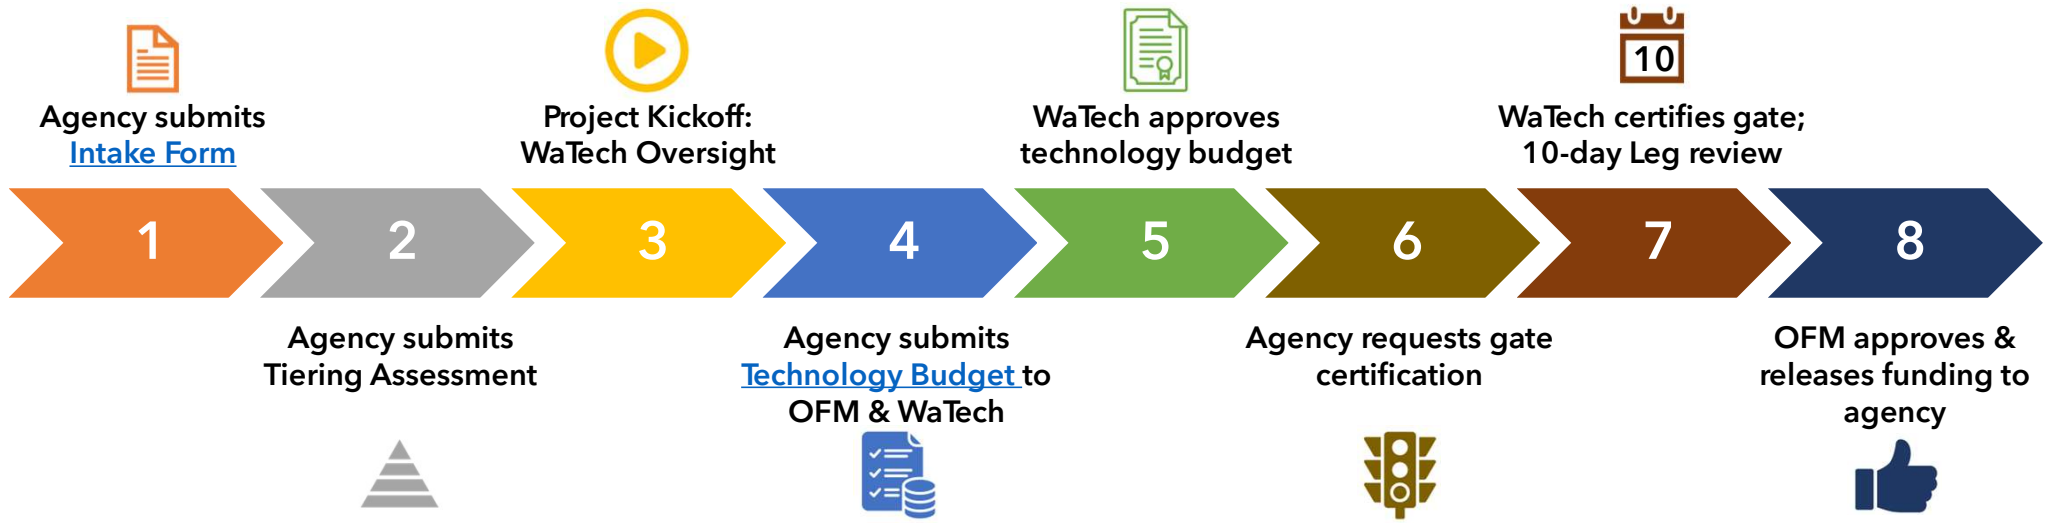 10
Agency submits
Intake Form
Project Kickoff:
WaTech Oversight
WaTech approves
technology budget
WaTech certifies gate;
10-day Leg review
1
2
3
4
5
6
7
8
Agency submits
Tiering Assessment
Agency submits
Technology Budget to
OFM & WaTech
Agency requests gate
certification
OFM approves &
releases funding to
agency